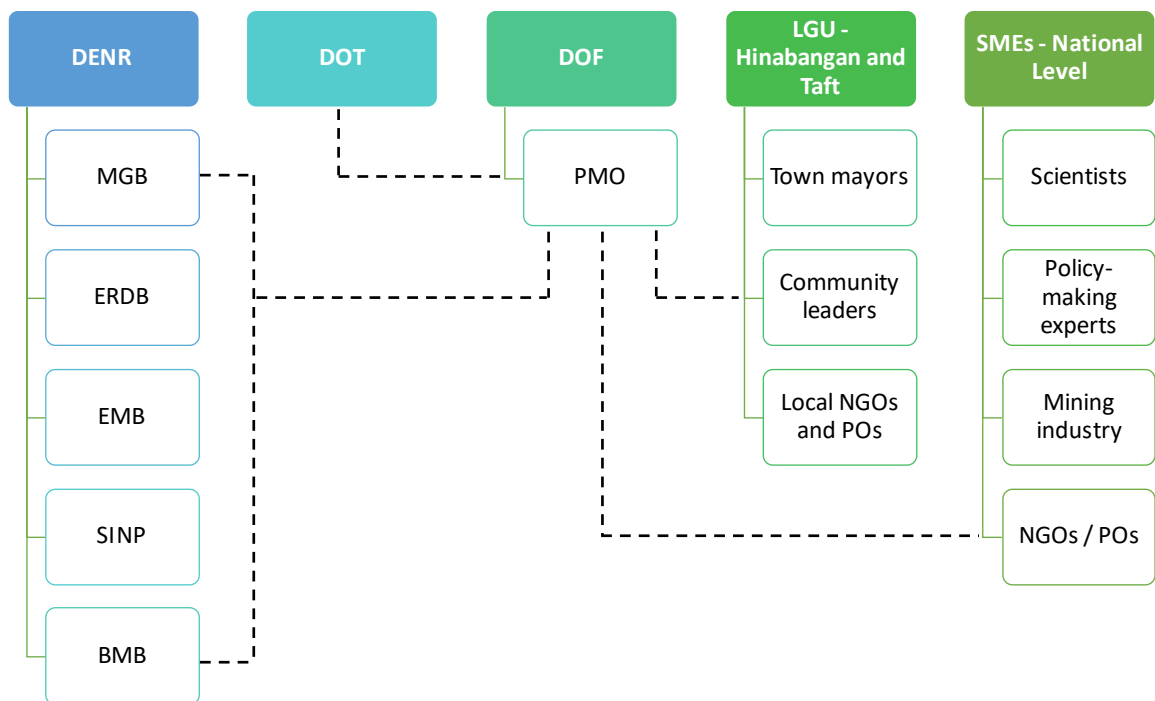 DENR
DOT
DOF
LGU -
Hinabangan and
Taft
SMEs - National
Level
MGB
ERDB
EMB
SINP
BMB
PMO
Town mayors
Community
leaders
Local NGOs
and POs
Scientists
Policy-
making
experts
Mining
industry
NGOs / POs